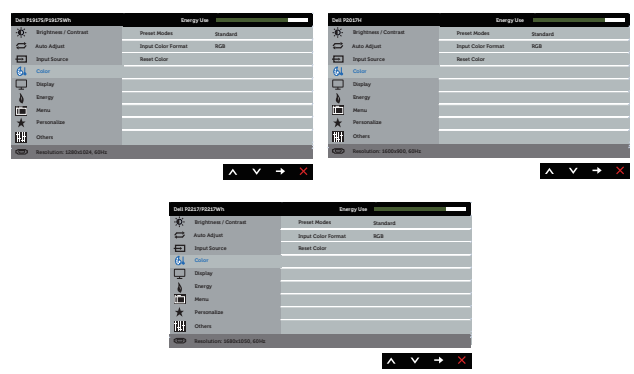 Dell P1917S/P1917SWh Energy Use
Brightness / Contrast Preset Modes Standard
Auto Adjust Input Color Format RGB
Input Source Reset Color
Color
Display
Energy
Menu
Personalize
Others
Resolution: 1280x1024, 60Hz
Dell P2017H Energy Use
Brightness / Contrast Preset Modes Standard
Auto Adjust Input Color Format RGB
Input Source Reset Color
Color
Display
Energy
Menu
Personalize
Others
Resolution: 1600x900, 60Hz
Dell P2217/P2217Wh Energy Use
Brightness / Contrast Preset Modes Standard
Auto Adjust Input Color Format RGB
Input Source Reset Color
Color
Display
Energy
Menu
Personalize
Others
Resolution: 1680x1050, 60Hz